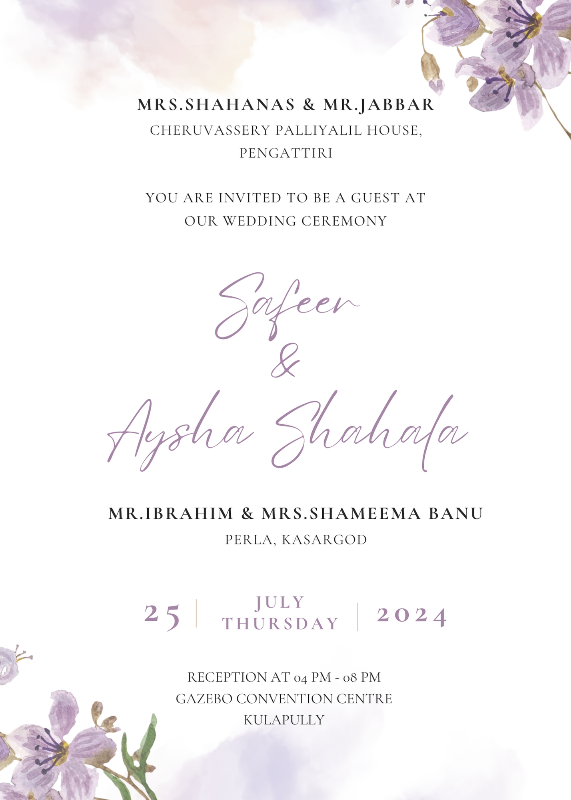 MRS.SHAHANAS & MR.JABBAR
CHERUVASSERY PALLIYALIL HOUSE,
PENGATTIRI
YOU ARE INVITED TO BE A GUEST AT
OUR WEDDING CEREMONY
Safeer
&
Aysha Shahala
MR.IBRAHIM & MRS.SHAMEEMA BANU
PERLA, KASARGOD
25 JULY THURSDAY 2024
RECEPTION AT 04 PM - 08 PM
GAZEBO CONVENTION CENTRE
KULAPULLY